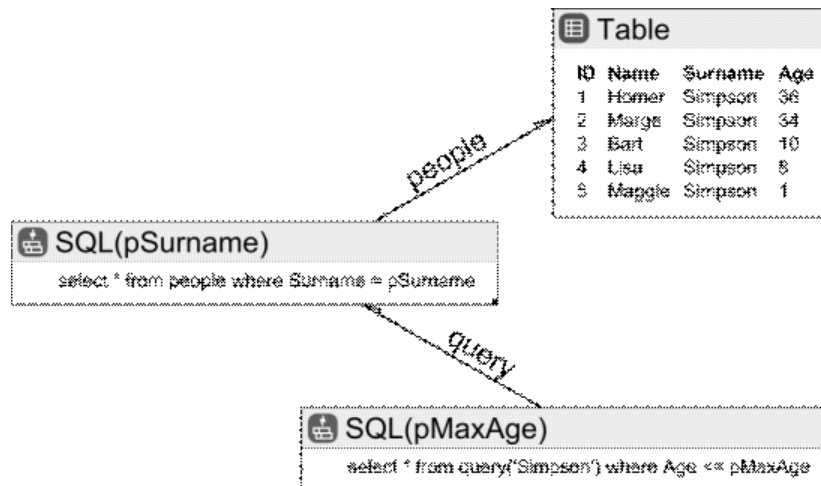 Table
ID Name Surname Age
1 Homer Simpson 36
2 Marge Simpson 34
3 Bart Simpson 10
4 Lisa Simpson 8
5 Maggie Simpson 1
people
SQL(pSurname)
select * from people where Surname = pSurname
query
SQL(pMaxAge)
select * from query('Simpson') where Age <= pMaxAge